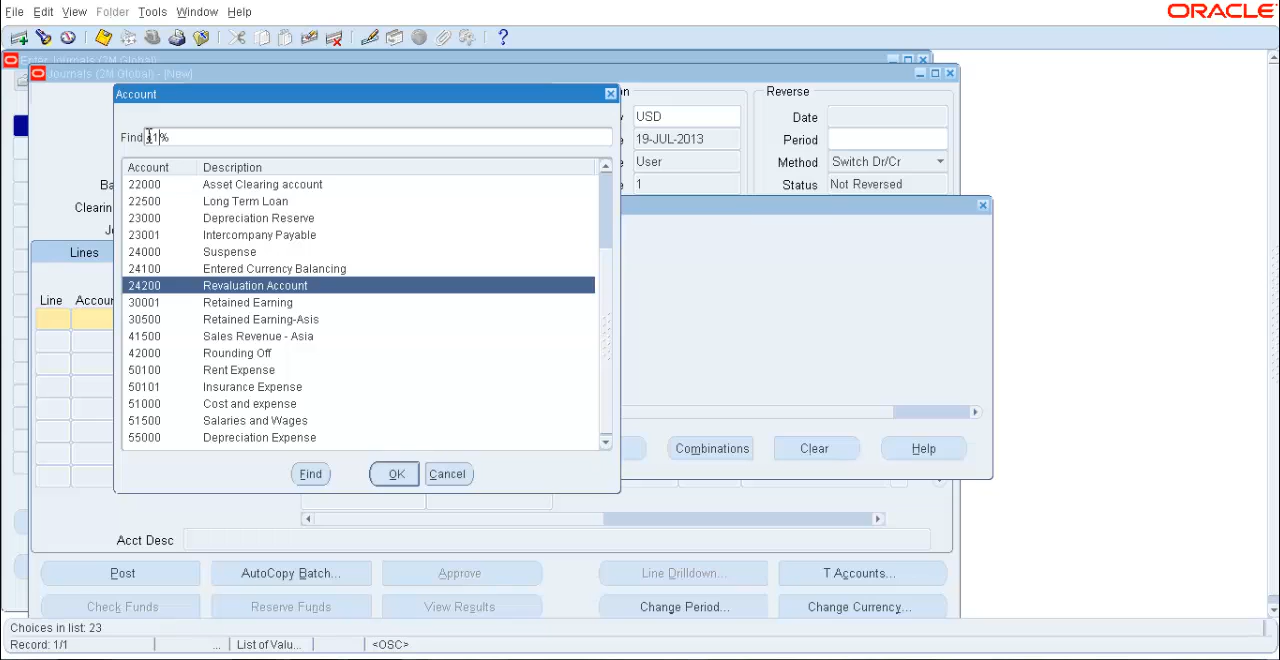 File Edit View Folder Tools Window Help
ORACLE
Journals (2M Global) - [New]
Account
Find
Account Description
22000 Asset Clearing account
22500 Long Term Loan
23000 Depreciation Reserve
23001 Intercompany Payable
24000 Suspense
24100 Entered Currency Balancing
24200 Revaluation Account
30001 Retained Earning
30500 Retained Earning-Asis
41500 Sales Revenue - Asia
42000 Rounding Off
50100 Rent Expense
50101 Insurance Expense
51000 Cost and expense
51500 Salaries and Wages
55000 Depreciation Expense
Find OK Cancel
USD
19-JUL-2013
User
1
Reverse
Date
Period
Method Switch Dr/Cr
Status Not Reversed
Ba
Clearin
Lines
Line Accour
Combinations Clear Help
Acct Desc
Post AutoCopy Batch... Approve Line Drilldown... T Accounts...
Check Funds Reserve Funds View Results Change Period... Change Currency...
Choices in list: 23
Record: 1/1 ... List of Valu... <OSC>